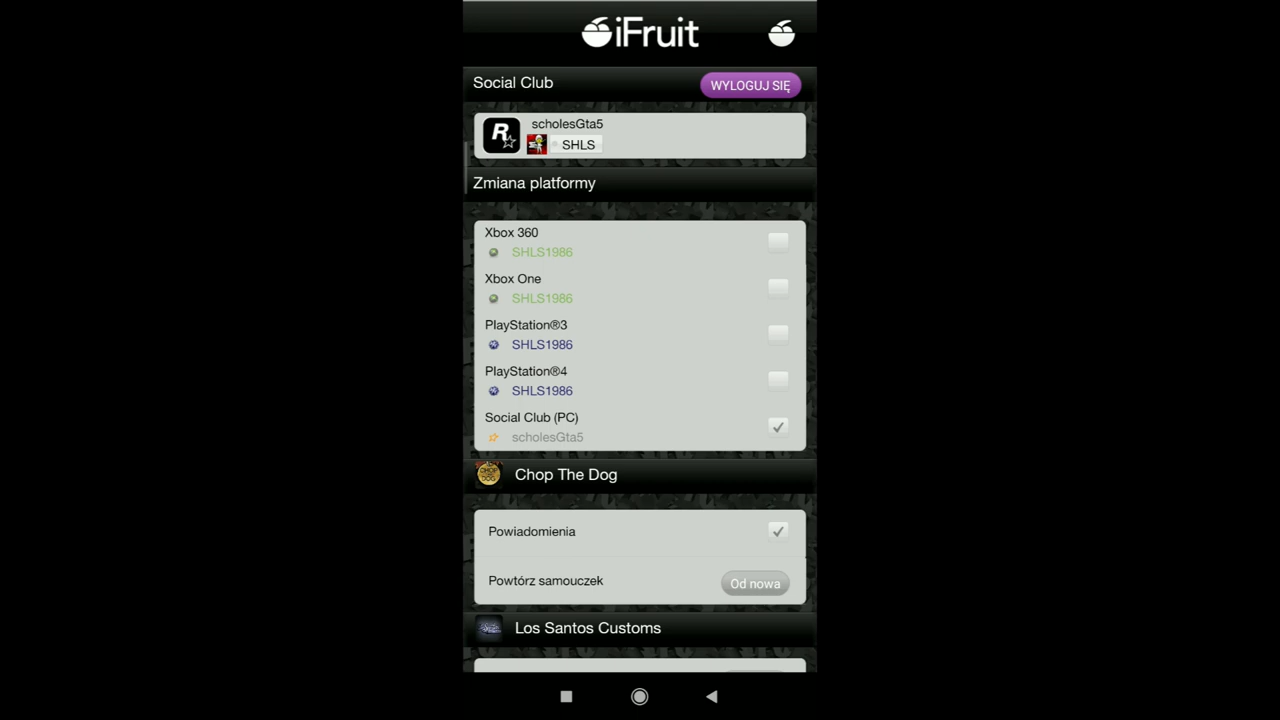 iFruit
Social Club
WYLOGUJ SIĘ
scholesGta5
SHLS
Zmiana platformy
Xbox 360
SHLS1986
Xbox One
SHLS1986
PlayStation®3
SHLS1986
PlayStation®4
SHLS1986
Social Club (PC)
scholesGta5
Chop The Dog
Powiadomienia
Powtórz samouczek
Od nowa
Los Santos Customs